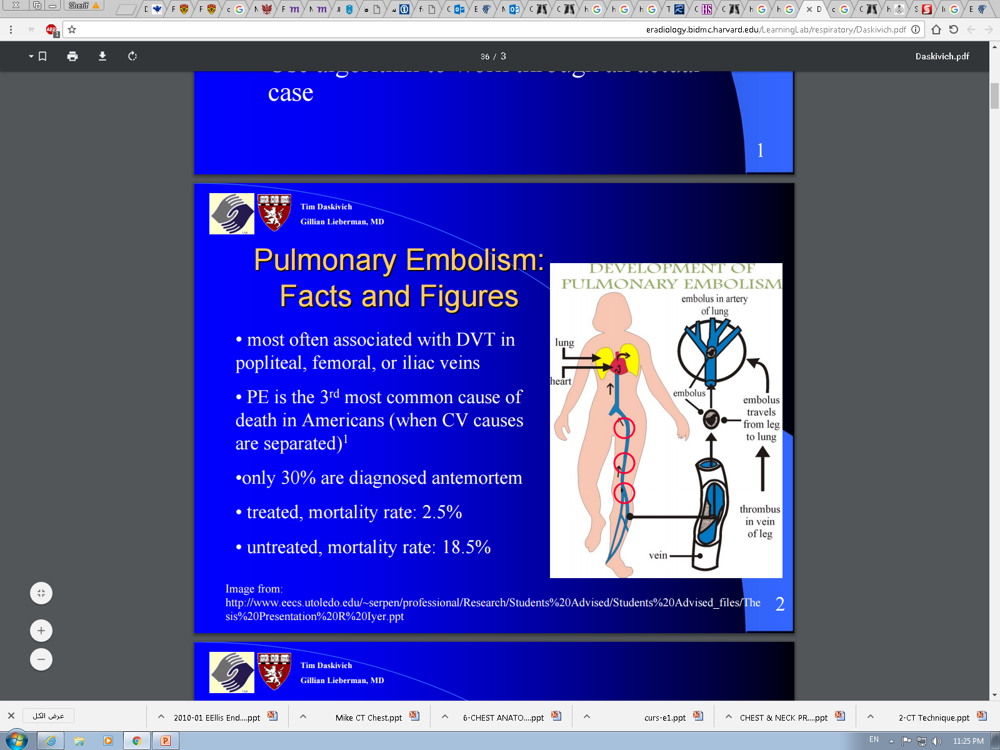 Sherif
eradiology.bidmc.harvard.edu/LearningLab/respiratory/Daskivich.pdf
36 / 3
Daskivich.pdf
case
1
Tim Daskivich
Gillian Lieberman, MD
Pulmonary Embolism:
Facts and Figures
• most often associated with DVT in
popliteal, femoral, or iliac veins
• PE is the 3rd most common cause of
death in Americans (when CV causes
are separated)1
•only 30% are diagnosed antemortem
• treated, mortality rate: 2.5%
• untreated, mortality rate: 18.5%
DEVELOPMENT OF
PULMONARY EMBOLISM
embolus in artery
of lung
lung
heart
embolus
embolus
travels
from leg
to lung
thrombus
in vein
of leg
vein
Image from:
http://www.eecs.utoledo.edu/~serpen/professional/Research/Students%20Advised/Students%20Advised_files/The
sis%20Presentation%20R%20Iyer.ppt
2
Tim Daskivich
Gillian Lieberman, MD
عرض الكل
2010-01 EEllis End....ppt
Mike CT Chest.ppt
6-CHEST ANATO....ppt
curs-e1.ppt
CHEST & NECK PR....ppt
2-CT Technique.ppt
EN
11:25 PM